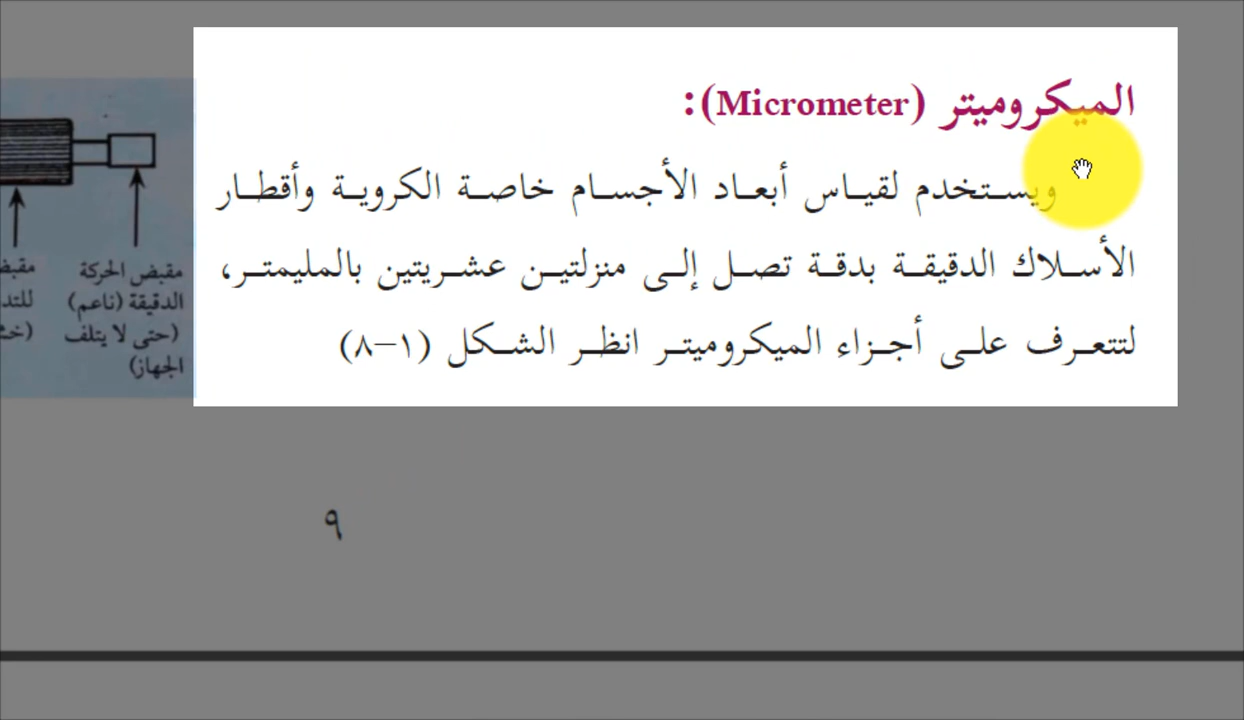 الميكروميتر (Micrometer):
ويستخدم لقياس أبعاد الأجسام خاصة الكروية وأقطار
الأسلاك الدقيقة بدقة تصل إلى منزلتين عشريتين بالمليمتر،
لتتعرف على أجزاء الميكروميتر انظر الشكل (١–٨)
مقبض الحركة
الدقيقة (ناعم)
(حتى لا يتلف
الجهاز)
٩